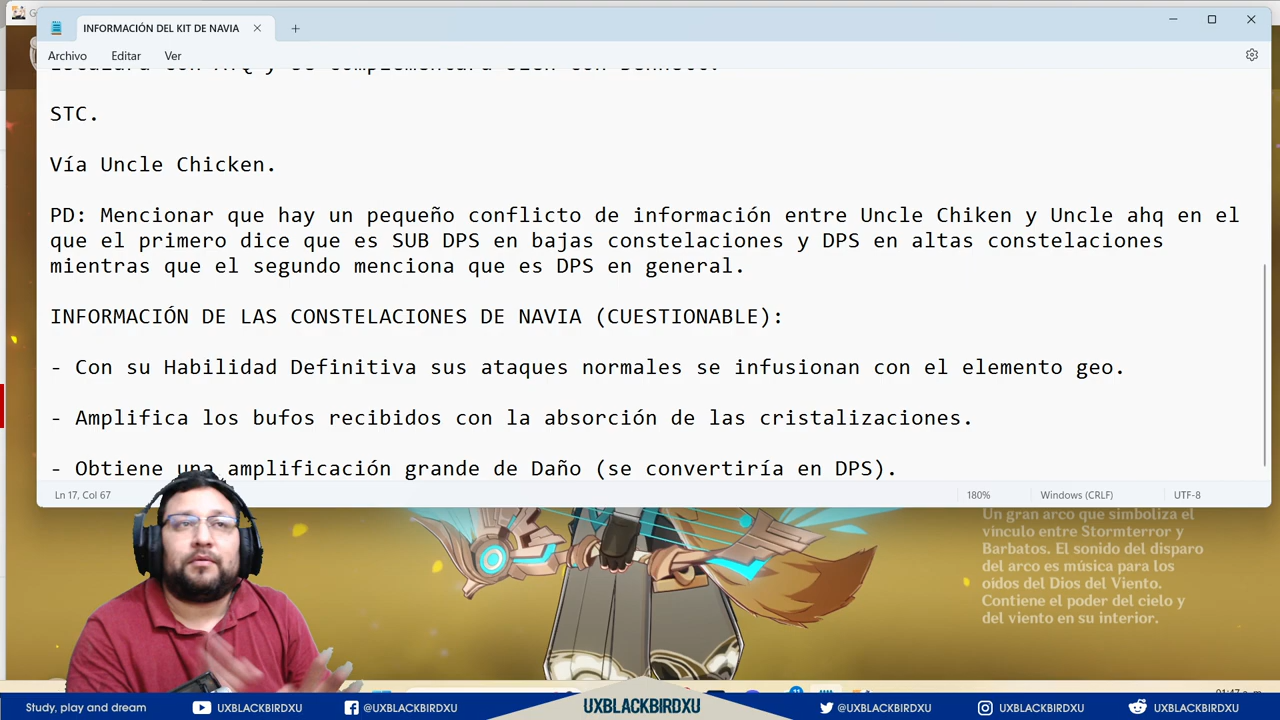 INFORMACIÓN DEL KIT DE NAVIA
Archivo Editar Ver
STC.
Vía Uncle Chicken.
PD: Mencionar que hay un pequeño conflicto de información entre Uncle Chiken y Uncle ahq en el
que el primero dice que es SUB DPS en bajas constelaciones y DPS en altas constelaciones
mientras que el segundo menciona que es DPS en general.
INFORMACIÓN DE LAS CONSTELACIONES DE NAVIA (CUESTIONABLE):
- Con su Habilidad Definitiva sus ataques normales se infusionan con el elemento geo.
- Amplifica los bufos recibidos con la absorción de las cristalizaciones.
- Obtiene una amplificación grande de Daño (se convertiría en DPS).
Ln 17, Col 67 180% Windows (CRLF) UTF-8
Un gran arco que simboliza el
vínculo entre Stormterror y
Barbatos. El sonido del disparo
del arco es música para los
oídos del Dios del Viento.
Contiene el poder del cielo y
del viento en su interior.
Study, play and dream UXBLACKBIRDXU @UXBLACKBIRDXU UXBLACKBIRDXU @UXBLACKBIRDXU UXBLACKBIRDXU UXBLACKBIRDXU